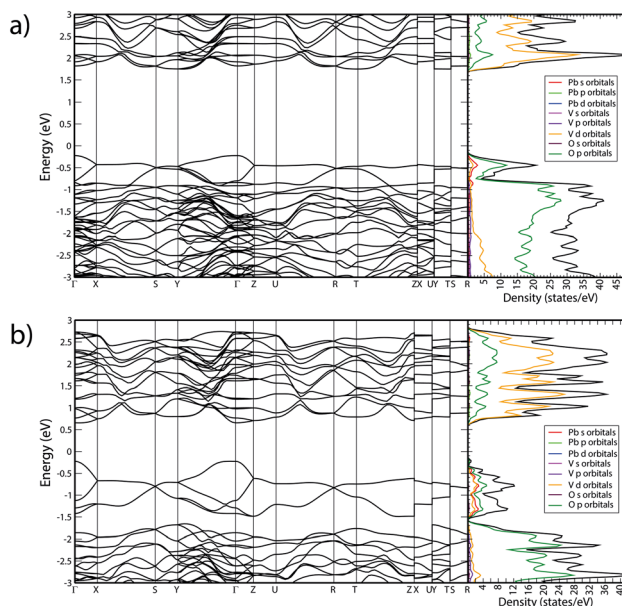 a)
Energy (eV)
3
2.5
2
1.5
1
0.5
0
-0.5
-1
-1.5
-2
-2.5
-3
Γ X S Y Γ Z U R T ZX UY TS R
Pb s orbitals
Pb p orbitals
Pb d orbitals
V s orbitals
V p orbitals
V d orbitals
O s orbitals
O p orbitals
5 10 15 20 25 30 35 40 45
Density (states/eV)
b)
Energy (eV)
3
2.5
2
1.5
1
0.5
0
-0.5
-1
-1.5
-2
-2.5
-3
Γ X S Y Γ Z U R T Z X UY TS R
Pb s orbitals
Pb p orbitals
Pb d orbitals
V s orbitals
V p orbitals
V d orbitals
O s orbitals
O p orbitals
4 8 12 16 20 24 28 32 36 40
Density (states/eV)